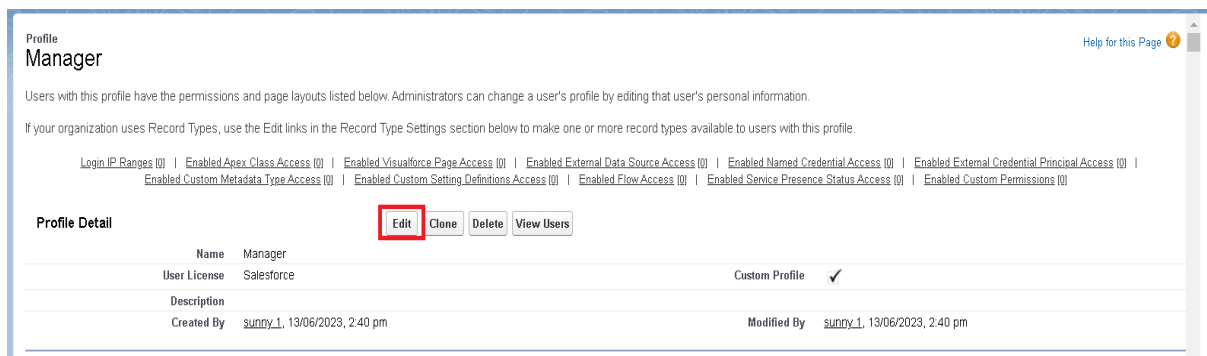 Profile
Manager
Help for this Page
Users with this profile have the permissions and page layouts listed below. Administrators can change a user's profile by editing that user's personal information.
If your organization uses Record Types, use the Edit links in the Record Type Settings section below to make one or more record types available to users with this profile.
Login IP Ranges [0] | Enabled Apex Class Access [0] | Enabled Visualforce Page Access [0] | Enabled External Data Source Access [0] | Enabled Named Credential Access [0] | Enabled External Credential Principal Access [0] |
Enabled Custom Metadata Type Access [0] | Enabled Custom Setting Definitions Access [0] | Enabled Flow Access [0] | Enabled Service Presence Status Access [0] | Enabled Custom Permissions [0]
Profile Detail Edit Clone Delete View Users
Name Manager
User License Salesforce Custom Profile ✓
Description
Created By sunny 1, 13/06/2023, 2:40 pm Modified By sunny 1, 13/06/2023, 2:40 pm